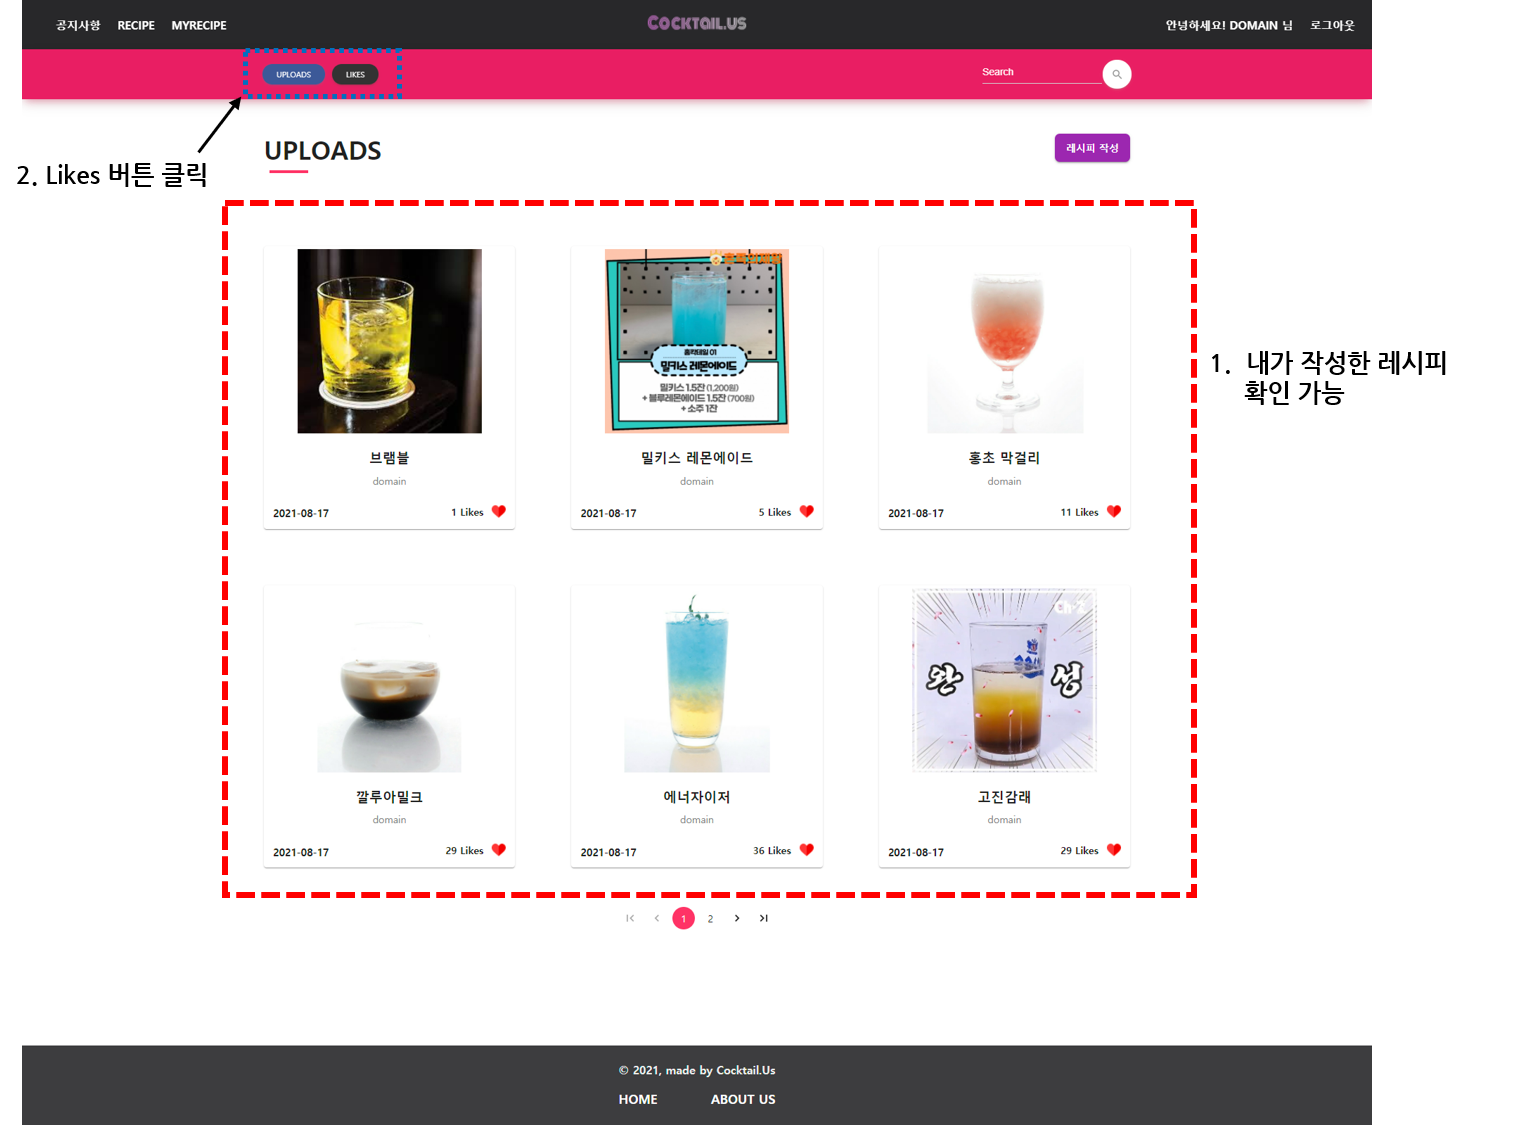 공지사항 RECIPE MYRECIPE
COCKTAIL.US
안녕하세요! DOMAIN 님 로그아웃
UPLOADS LIKES
Search
2. Likes 버튼 클릭
UPLOADS
레시피 작성
1. 내가 작성한 레시피
확인 가능
홈칵테일 01
밀키스 레몬에이드
밀키스 1.5잔 (1,200원)
+ 블루레몬에이드 1.5잔 (700원)
+ 소주 1잔
브램블
domain
2021-08-17 1 Likes
밀키스 레몬에이드
domain
2021-08-17 5 Likes
홍초 막걸리
domain
2021-08-17 11 Likes
Ch-2
완성
깔루아밀크
domain
2021-08-17 29 Likes
에너자이저
domain
2021-08-17 36 Likes
고진감래
domain
2021-08-17 29 Likes
1 2
© 2021, made by Cocktail.Us
HOME ABOUT US